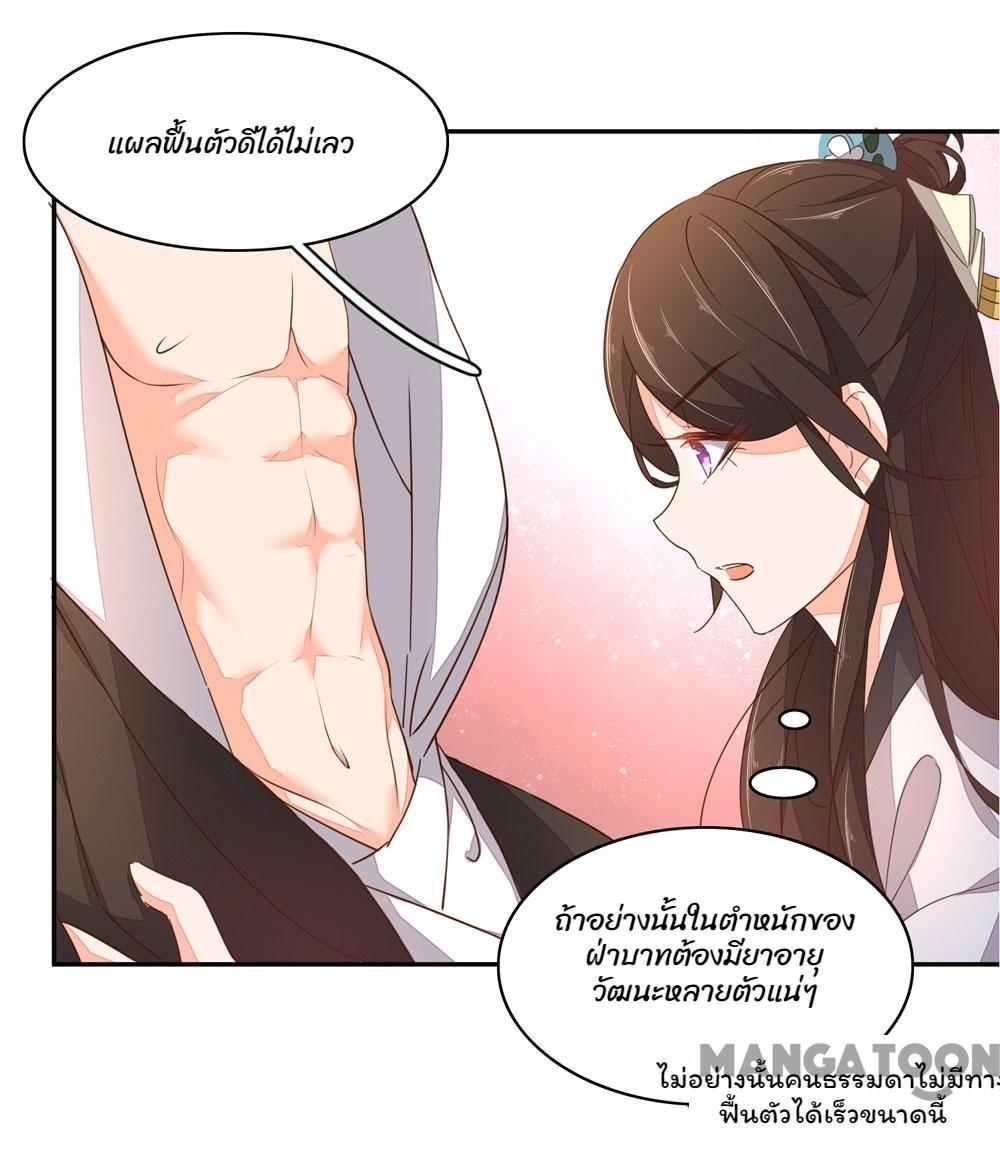 แผลฟื้นตัวดีได้ไม่เลว
ถ้าอย่างนั้นในตำหนักของ
ฝ่าบาทต้องมียาอายุ
วัฒนะหลายตัวแน่ๆ
MANGATOON
ไม่อย่างนั้นคนธรรมดาไม่มีทาง
ฟื้นตัวได้เร็วขนาดนี้